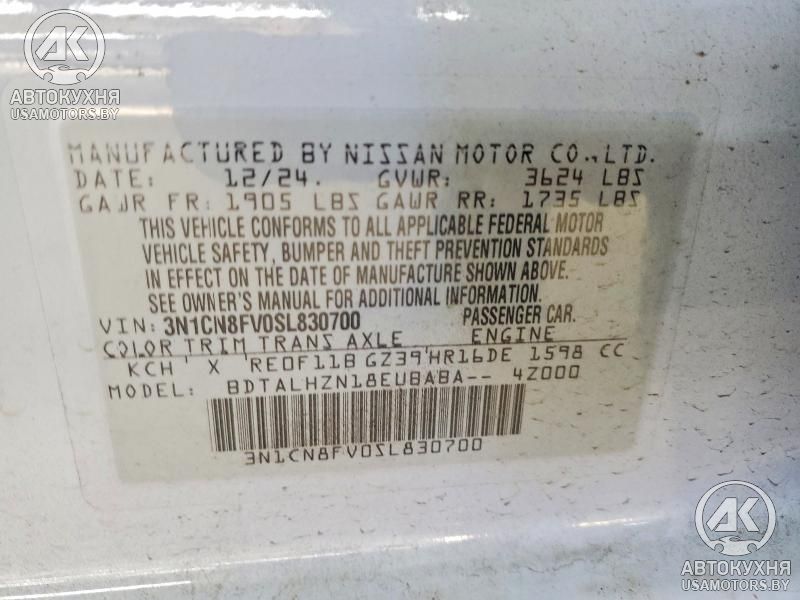 АК
АВТОКУХНЯ
USAMOTORS.BY
MANUFACTURED BY NISSAN MOTOR CO.,LTD.
DATE: 12/24. GVWR: 3624 LBS
GAJR FR: 1905 LBS GAWR RR: 1735 LBS
THIS VEHICLE CONFORMS TO ALL APPLICABLE FEDERAL MOTOR
VEHICLE SAFETY, BUMPER AND THEFT PREVENTION STANDARDS
IN EFFECT ON THE DATE OF MANUFACTURE SHOWN ABOVE.
SEE OWNER'S MANUAL FOR ADDITIONAL INFORMATION.
VIN: 3N1CN8FV0SL830700 PASSENGER CAR.
COLOR TRIM TRANS AXLE ENGINE
KCH X RE0F11B GZ39 HR16DE 1598 CC
MODEL: BDTALHZN18EUBABA-- 4Z000
3N1CN8FV0SL830700
АК
АВТОКУХНЯ
USAMOTORS.BY